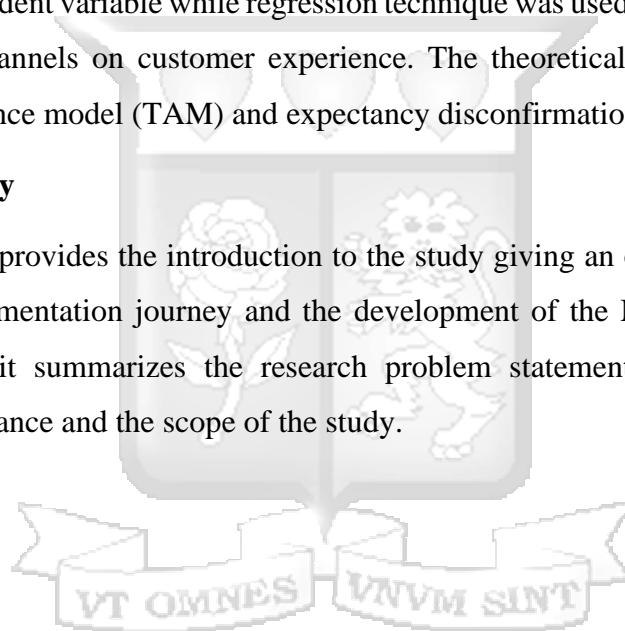 dent variable while regression technique was used
annels on customer experience. The theoretical
nce model (TAM) and expectancy disconfirmatio
y
provides the introduction to the study giving an
mentation journey and the development of the
it summarizes the research problem statement
ance and the scope of the study.
VT OMNES VNVM SINT